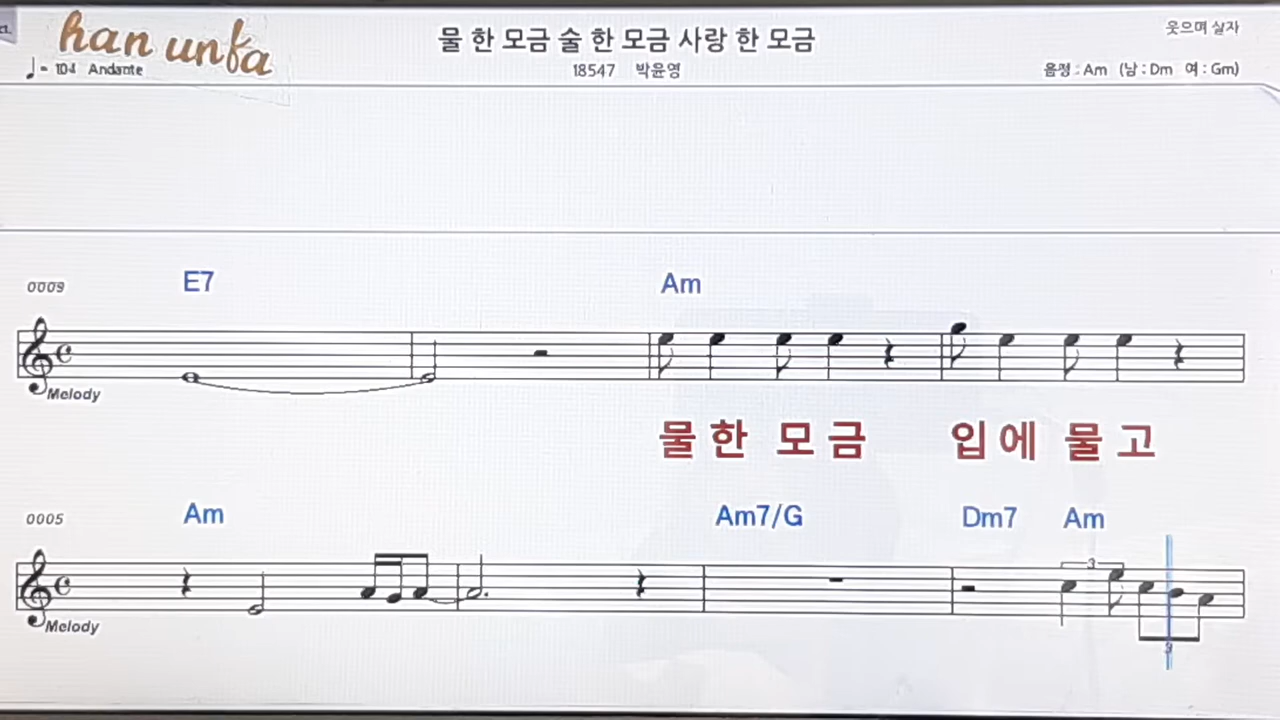 han unfa
물 한 모금 술 한 모금 사랑 한 모금
웃으며 살자
♩= 104 Andante
18547 박윤영
음정 : Am (남 : Dm 여 : Gm)
0009 E7 Am
Melody
물 한 모 금 입 에 물 고
0005 Am Am7/G Dm7 Am
3
Melody
3